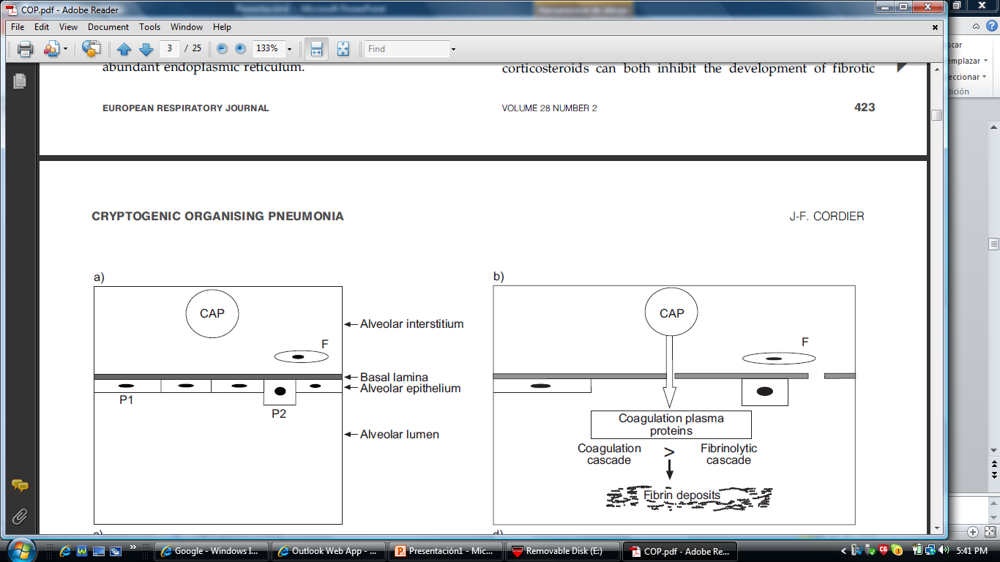 COP.pdf - Adobe Reader
File Edit View Document Tools Window Help
3 / 25 133% Find
abundant endoplasmic reticulum.
corticosteroids can both inhibit the development of fibrotic
EUROPEAN RESPIRATORY JOURNAL
VOLUME 28 NUMBER 2
423
CRYPTOGENIC ORGANISING PNEUMONIA
J-F. CORDIER
a)
CAP
F
P1
P2
Alveolar interstitium
Basal lamina
Alveolar epithelium
Alveolar lumen
b)
CAP
F
Coagulation plasma
proteins
Coagulation
cascade
>
Fibrinolytic
cascade
Fibrin deposits
scar
emplazar
eccionar
dición
Google - Windows I...
Outlook Web App - ...
Presentación1 - Mic...
Removable Disk (E:)
COP.pdf - Adobe Re...
5:41 PM